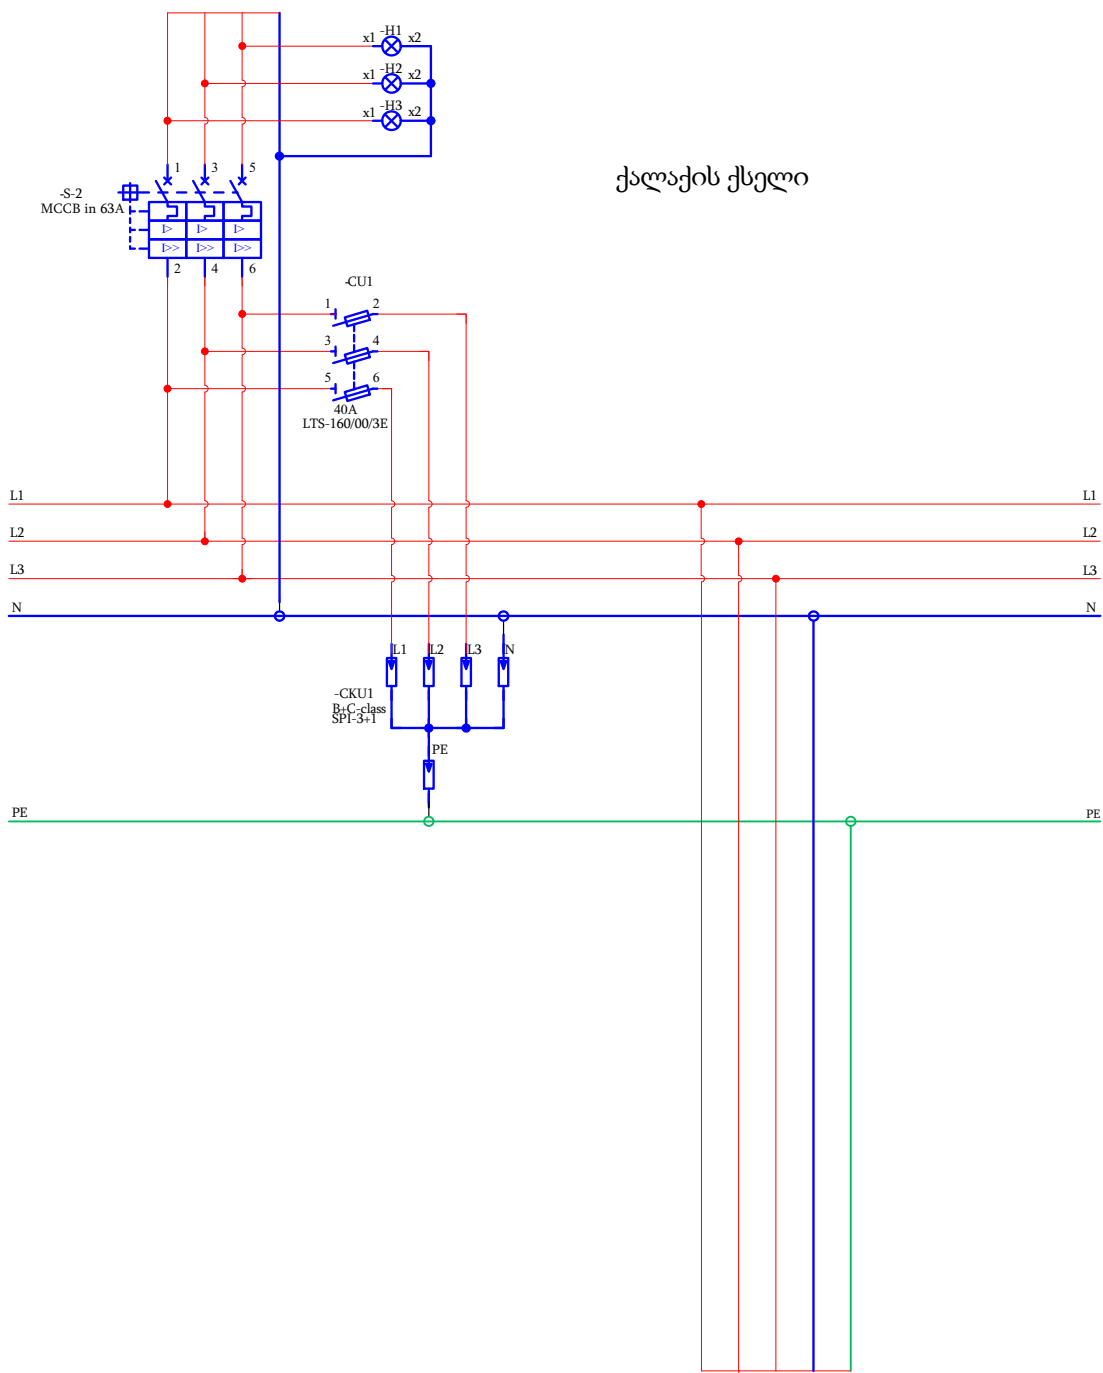 x1 -H1 x2
x1 -H2 x2
x1 -H3 x2
ქალაქის ქსელი
1 3 5
-S-2
MCCB in 63A
I> I> I>
I>> I>> I>>
2 4 6
-CU1
1 2
3 4
5 6
40A
LTS-160/00/3E
L1 L1
L2 L2
L3 L3
N N
L1 L2 L3 N
-CKU1
B+C-class
SPI-3+1
PE
PE PE